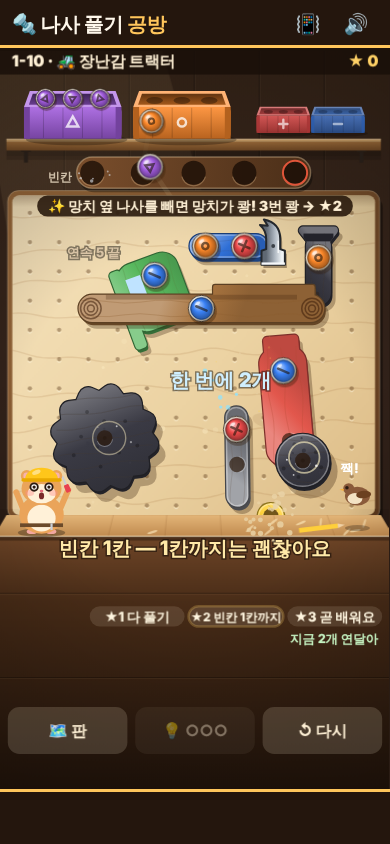 나사 풀기 공방
1-10 · 장난감 트랙터
★ 0
빈칸
✨ 망치 옆 나사를 빼면 망치가 쾅! 3번 쾅 → ★2
연속 5 끝
한 번에 2개
짹!
빈칸 1칸 — 1칸까지는 괜찮아요
★1 다 풀기
★2 빈칸 1칸까지
★3 곧 배워요
지금 2개 연달아
판
다시